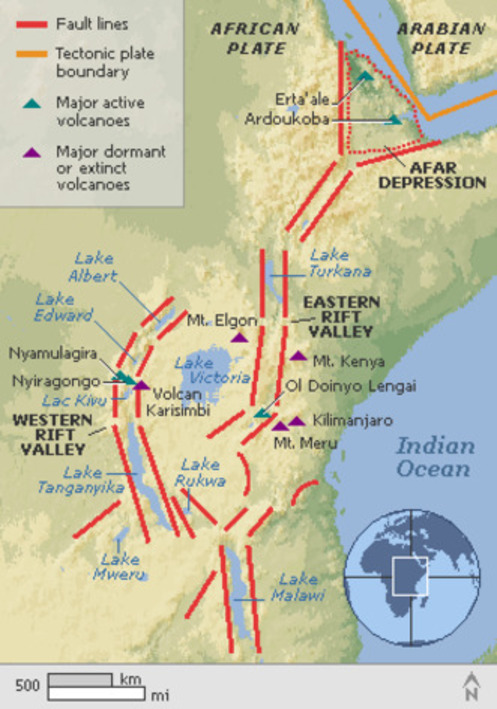 Fault lines
Tectonic plate
boundary
Major active
volcanoes
Major dormant
or extinct
volcanoes
AFRICAN
PLATE
ARABIAN
PLATE
Erta'ale
Ardoukoba
AFAR
DEPRESSION
Lake
Albert
Lake
Turkana
Lake
Edward
EASTERN
RIFT
VALLEY
Mt. Elgon
Nyamulagira
Lake
Victoria
Mt. Kenya
Nyiragongo
Ol Doinyo Lengai
Lac Kivu
Volcan
Karisimbi
WESTERN
RIFT
VALLEY
Kilimanjaro
Mt. Meru
Indian
Ocean
Lake
Tanganyika
Lake
Rukwa
Lake
Mweru
Lake
Malawi
500
km
mi
N